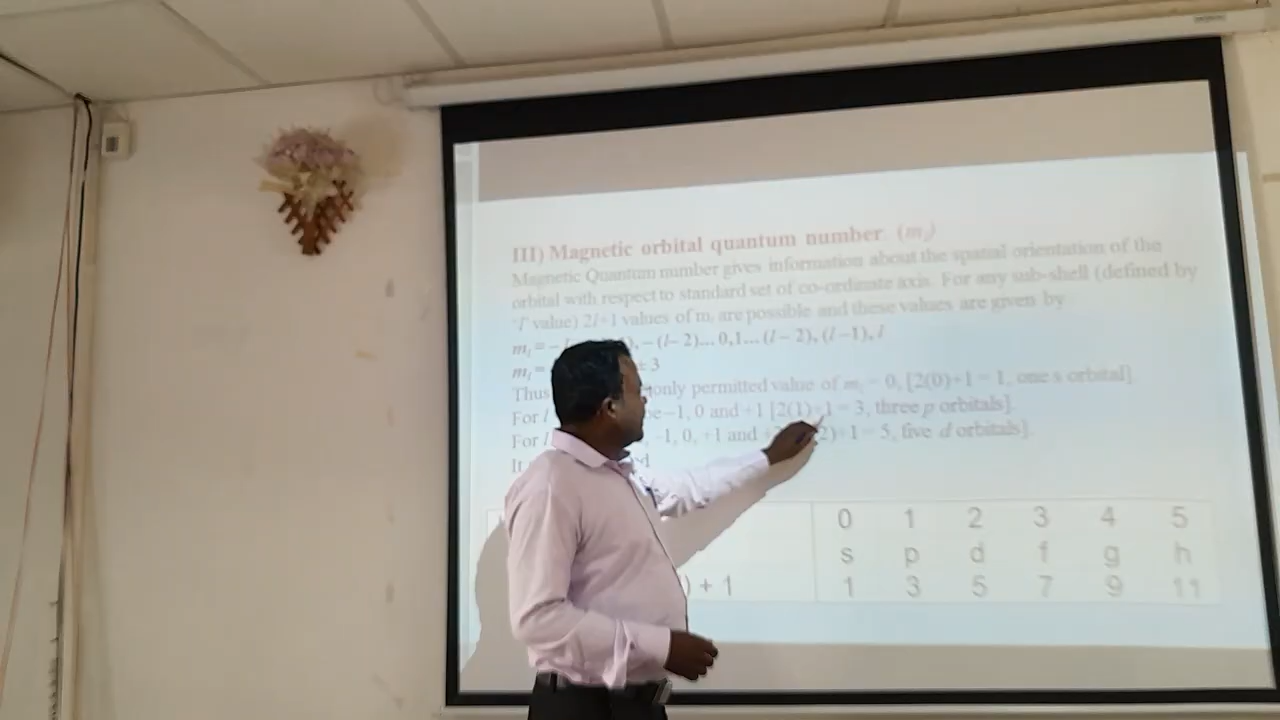 III) Magnetic orbital quantum number. (mₗ)
Magnetic Quantum number gives information about the spatial orientation of the
orbital with respect to standard set of co-ordinate axis. For any sub-shell (defined by
'l' value) 2l+1 values of mₗ are possible and these values are given by
mₗ = – – (l – 2)... 0,1... (l – 2), (l –1), l
mₗ = ± 3
Thus only permitted value of mₗ = 0, [2(0)+1 = 1, one s orbital]
For l –1, 0 and +1 [2(1)+1 = 3, three p orbitals].
For l –1, 0, +1 and 2)+1 = 5, five d orbitals].
It
0 1 2 3 4 5
s p d f g h
) + 1 1 3 5 7 9 11